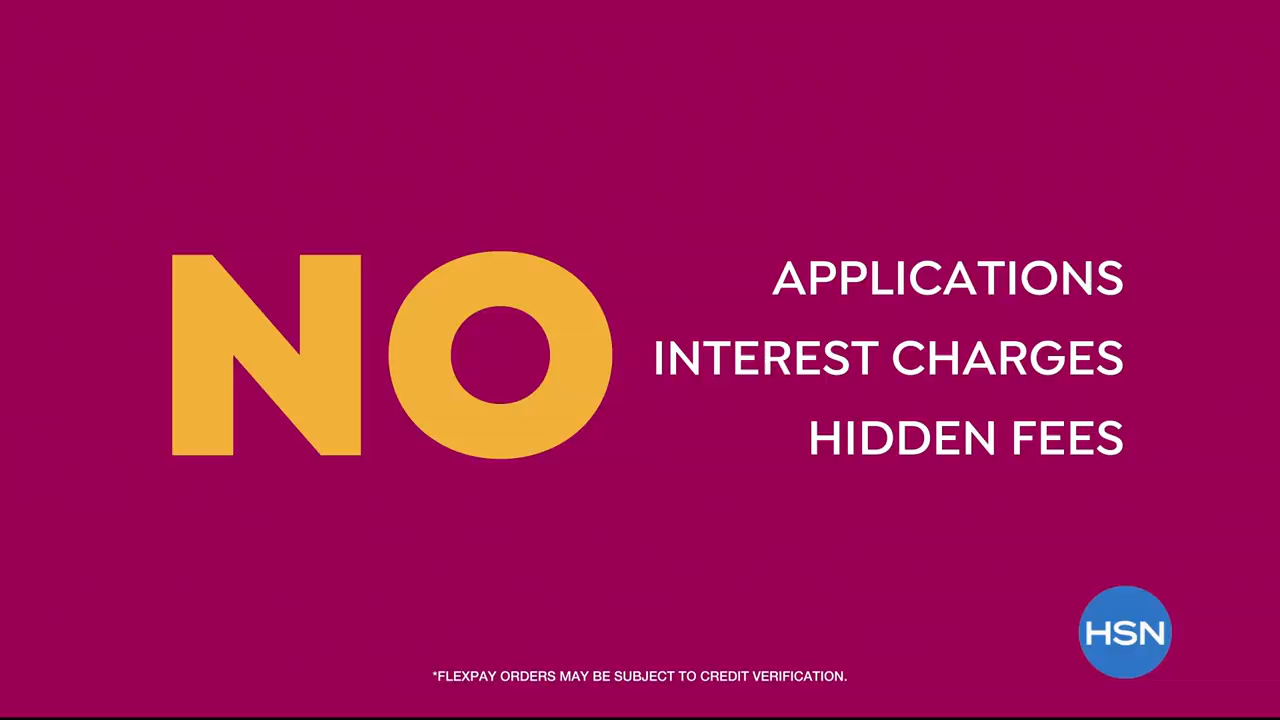 NO
APPLICATIONS
INTEREST CHARGES
HIDDEN FEES
HSN
*FLEXPAY ORDERS MAY BE SUBJECT TO CREDIT VERIFICATION.